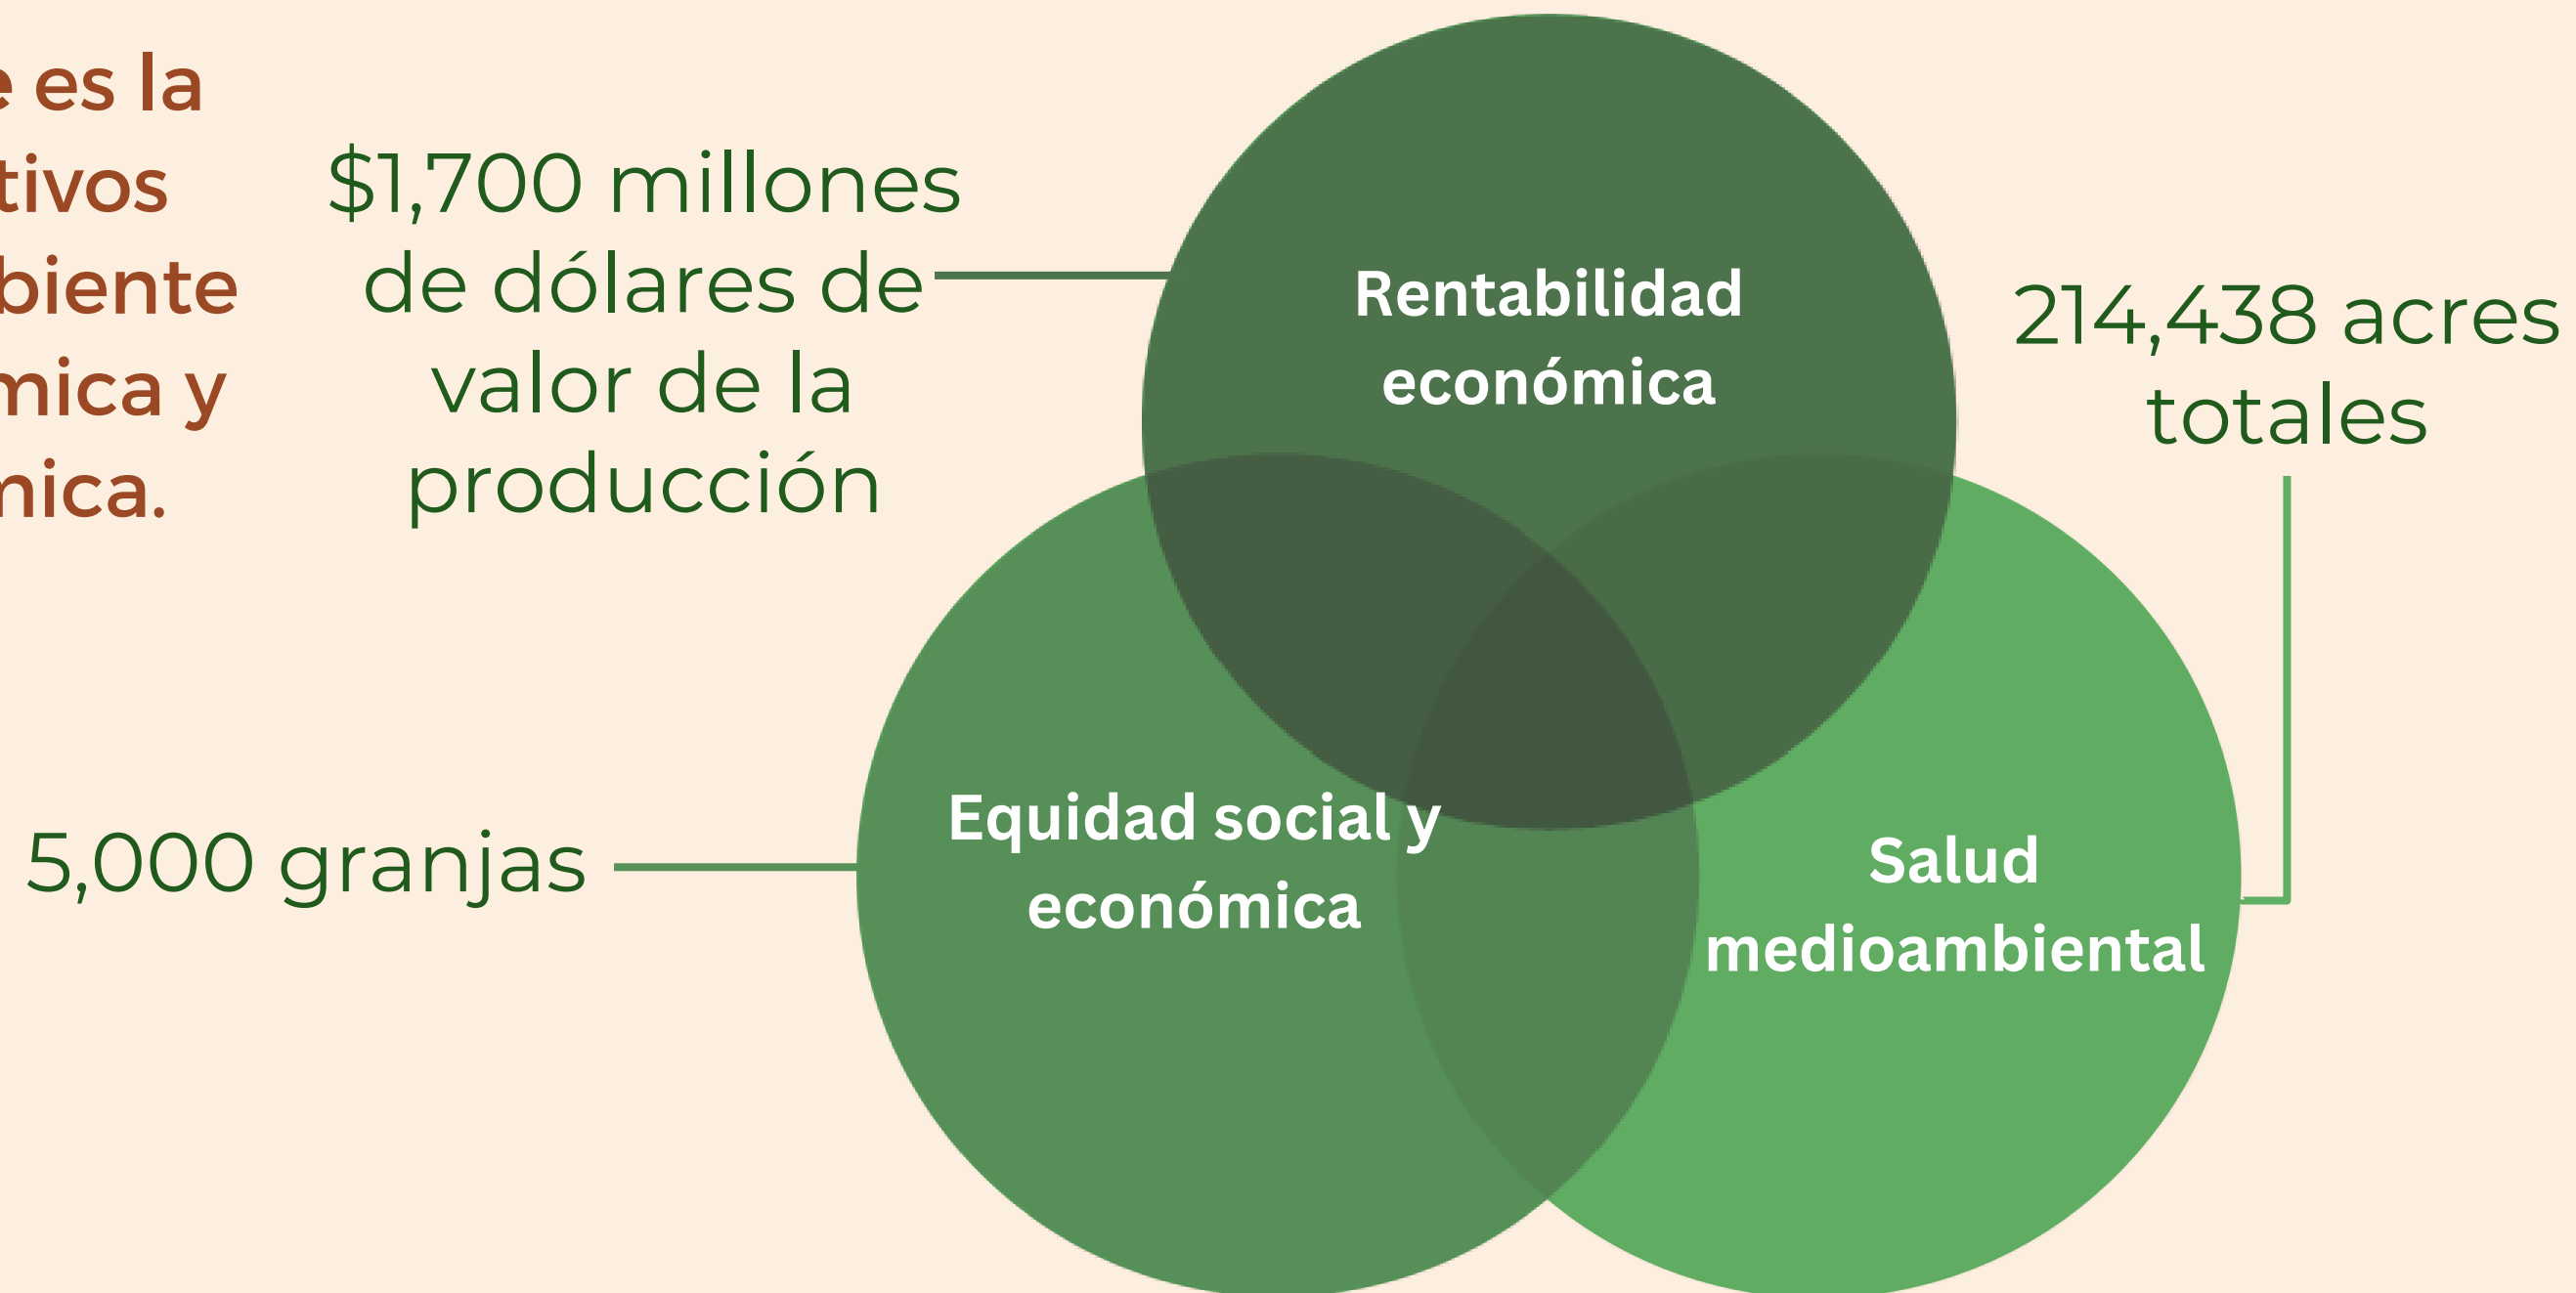 es la
tivos
biente
mica y
mica.
$1,700 millones
de dólares de
valor de la
producción
Rentabilidad
económica
214,438 acres
totales
5,000 granjas
Equidad social y
económica
Salud
medioambiental